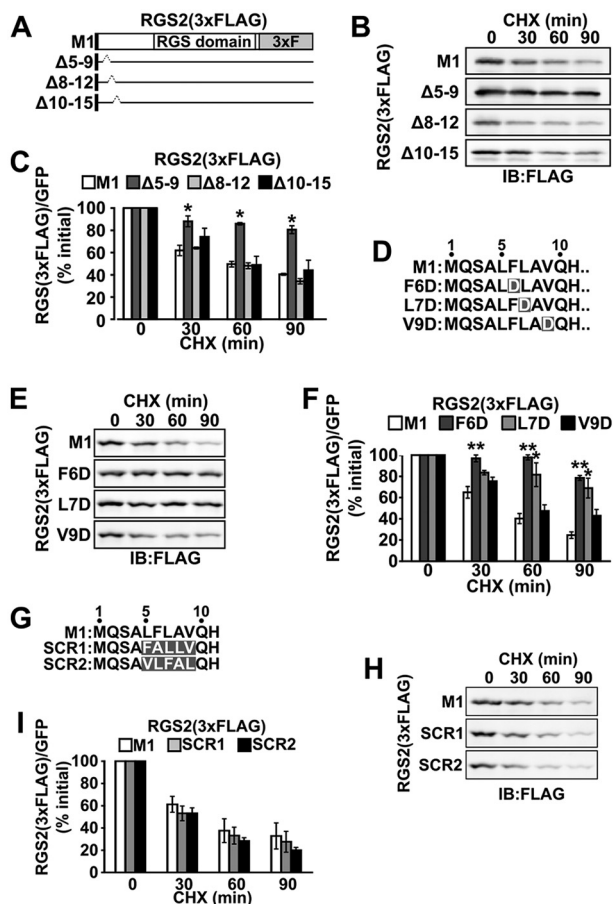 A
RGS2(3xFLAG)
M1
RGS domain
3xF
Δ5-9
Δ8-12
Δ10-15
B
CHX (min)
0 30 60 90
RGS2(3xFLAG)
M1
Δ5-9
Δ8-12
Δ10-15
IB:FLAG
C
RGS2(3xFLAG)
M1 Δ5-9 Δ8-12 Δ10-15
RGS(3xFLAG)/GFP
(% initial)
100
80
60
40
20
0
* * *
0 30 60 90
CHX (min)
D
1 5 10
M1:MQSALFLAVQH..
F6D:MQSALDLAVQH..
L7D:MQSALFDAVQH..
V9D:MQSALFLADQH..
E
CHX (min)
0 30 60 90
RGS2(3xFLAG)
M1
F6D
L7D
V9D
IB:FLAG
F
RGS2(3xFLAG)
M1 F6D L7D V9D
RGS2(3xFLAG)/GFP
(% initial)
100
80
60
40
20
0
** *** ***
0 30 60 90
CHX (min)
G
1 5 10
M1:MQSALFLAVQH
SCR1:MQSAFALLVQH
SCR2:MQSAVLFALQH
H
CHX (min)
0 30 60 90
RGS2(3xFLAG)
M1
SCR1
SCR2
IB:FLAG
I
RGS2(3xFLAG)
M1 SCR1 SCR2
RGS2(3xFLAG)/GFP
(% initial)
100
80
60
40
20
0
0 30 60 90
CHX (min)